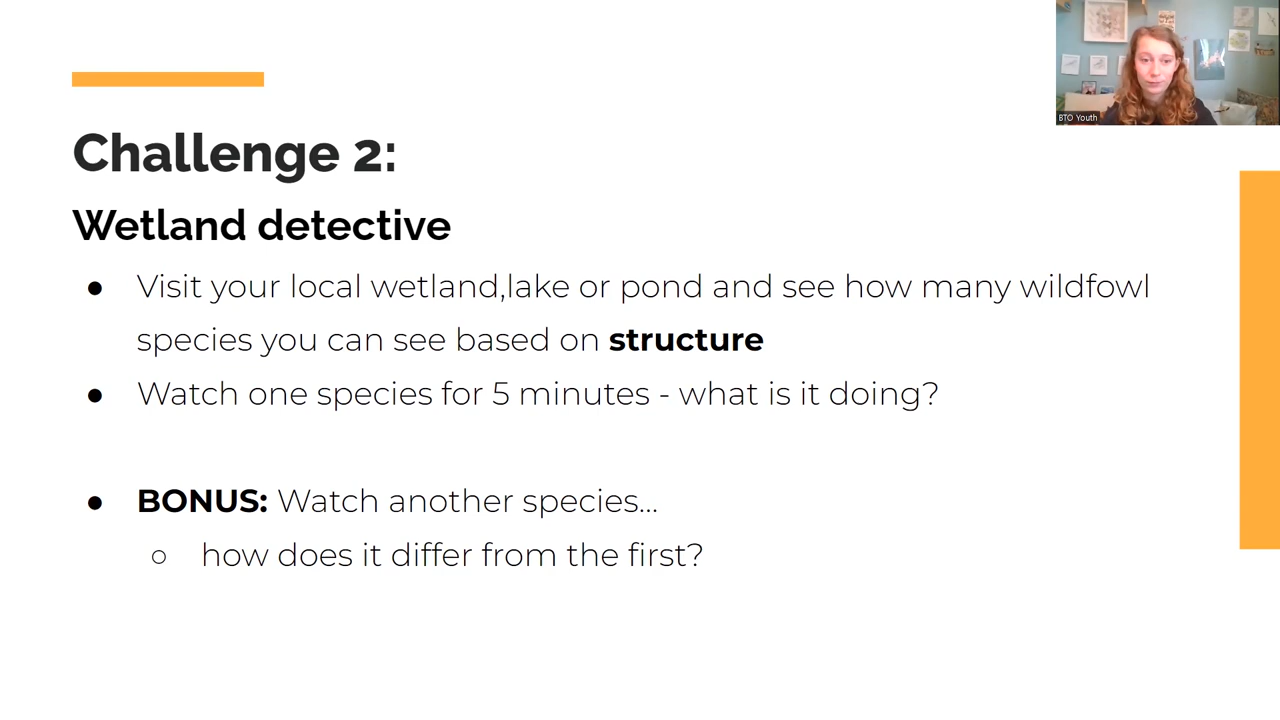 BTO Youth
Challenge 2:
Wetland detective
● Visit your local wetland,lake or pond and see how many wildfowl
species you can see based on structure
● Watch one species for 5 minutes - what is it doing?
● BONUS: Watch another species...
○ how does it differ from the first?